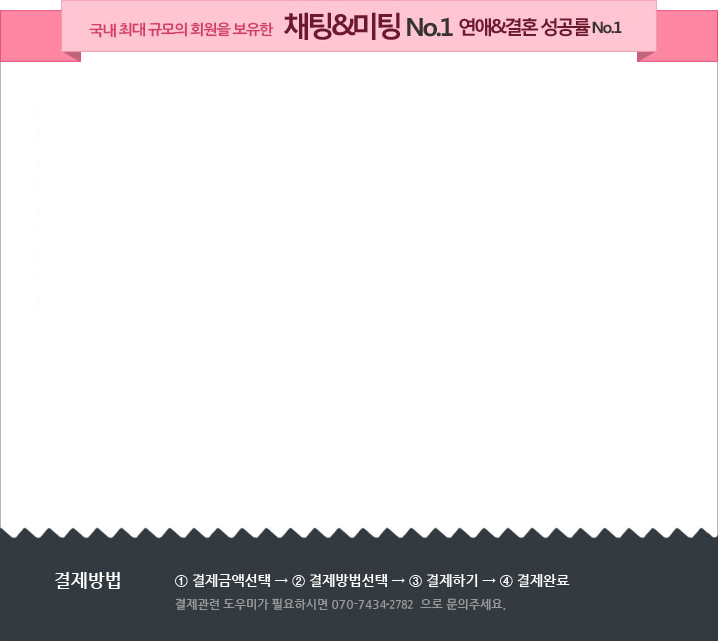 국내 최대 규모의 회원을 보유한 채팅&미팅 No.1 연애&결혼 성공률 No.1
결제방법
① 결제금액선택 → ② 결제방법선택 → ③ 결제하기 → ④ 결제완료
결제관련 도우미가 필요하시면 070-7434-2782 으로 문의주세요.